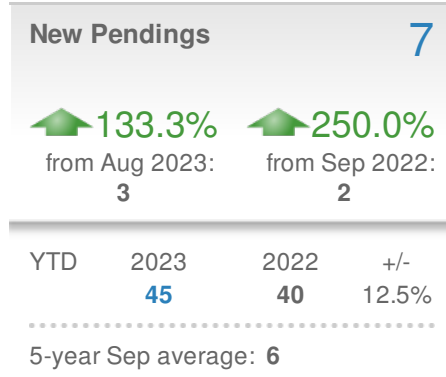 New Pendings 7
133.3% 250.0%
from Aug 2023: from Sep 2022:
3 2
YTD 2023 2022 +/-
45 40 12.5%
5-year Sep average: 6